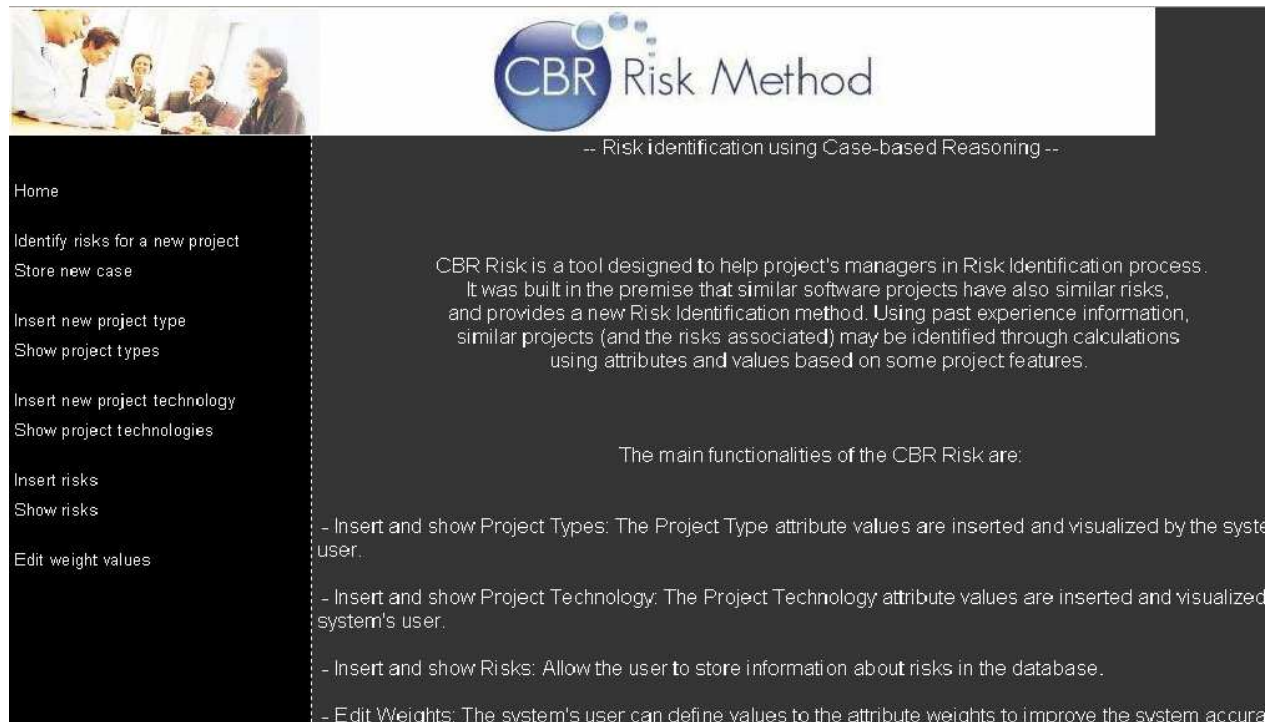 CBR Risk Method
-- Risk identification using Case-based Reasoning --
Home
Identify risks for a new project
Store new case
Insert new project type
Show project types
Insert new project technology
Show project technologies
Insert risks
Show risks
Edit weight values
CBR Risk is a tool designed to help project's managers in Risk Identification process.
It was built in the premise that similar software projects have also similar risks,
and provides a new Risk Identification method. Using past experience information,
similar projects (and the risks associated) may be identified through calculations
using attributes and values based on some project features.
The main functionalities of the CBR Risk are:
- Insert and show Project Types: The Project Type attribute values are inserted and visualized by the syste
user.
- Insert and show Project Technology: The Project Technology attribute values are inserted and visualized
system's user.
- Insert and show Risks: Allow the user to store information about risks in the database.
- Edit Weights: The system's user can define values to the attribute weights to improve the system accura